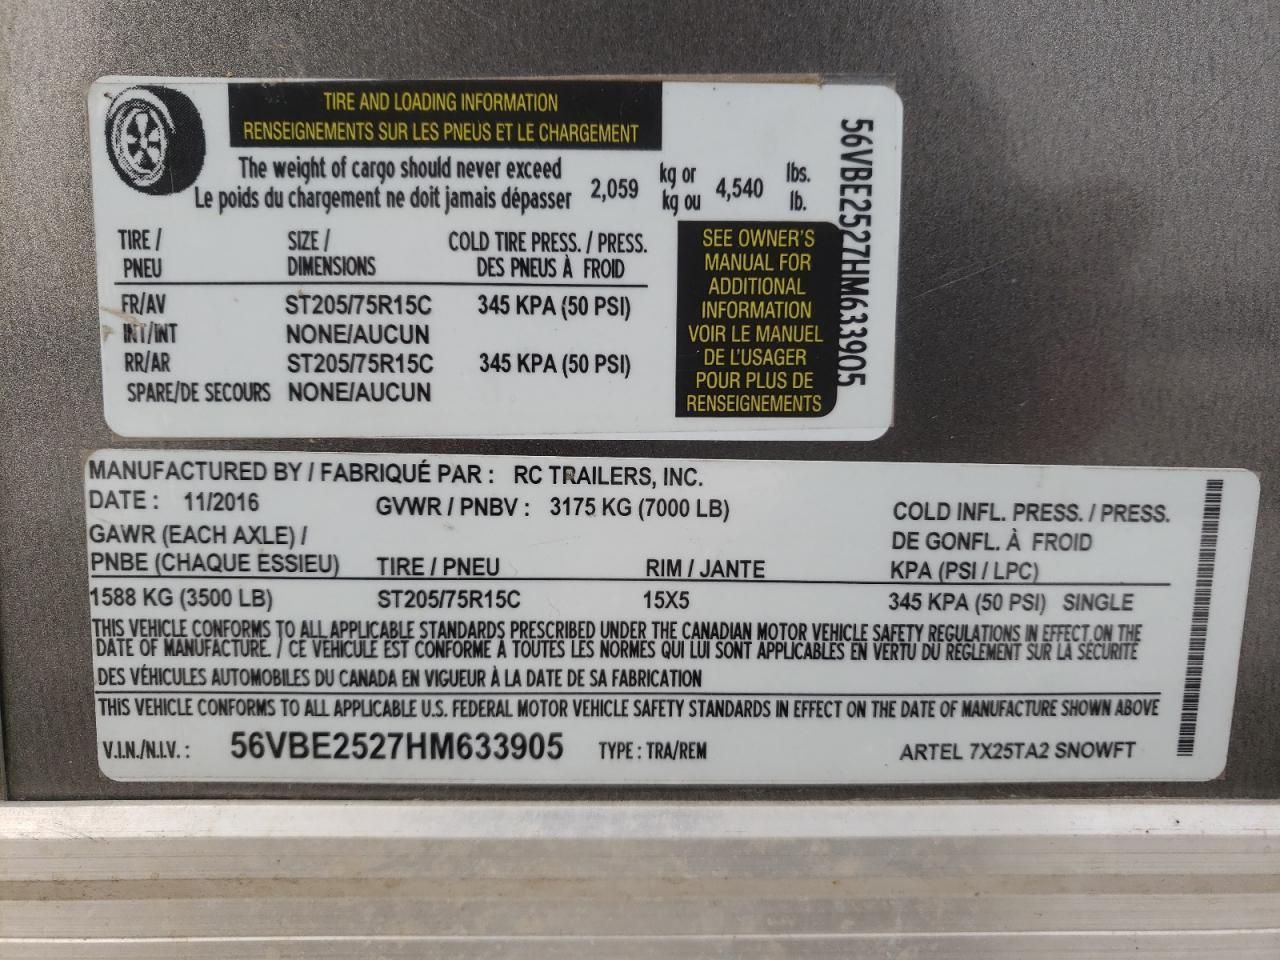 TIRE AND LOADING INFORMATION
RENSEIGNEMENTS SUR LES PNEUS ET LE CHARGEMENT
The weight of cargo should never exceed
Le poids du chargement ne doit jamais dépasser
2,059
kg or
kg ou
4,540
lbs.
lb.
TIRE / SIZE / COLD TIRE PRESS. / PRESS.
PNEU DIMENSIONS DES PNEUS À FROID
FR/AV ST205/75R15C 345 KPA (50 PSI)
INT/INT NONE/AUCUN
RR/AR ST205/75R15C 345 KPA (50 PSI)
SPARE/DE SECOURS NONE/AUCUN
SEE OWNER'S
MANUAL FOR
ADDITIONAL
INFORMATION
VOIR LE MANUEL
DE L'USAGER
POUR PLUS DE
RENSEIGNEMENTS
56VBE2527HM633905
MANUFACTURED BY / FABRIQUÉ PAR : RC TRAILERS, INC.
DATE : 11/2016 GVWR / PNBV : 3175 KG (7000 LB)
GAWR (EACH AXLE) /
PNBE (CHAQUE ESSIEU) TIRE / PNEU RIM / JANTE
COLD INFL. PRESS. / PRESS.
DE GONFL. À FROID
KPA (PSI / LPC)
1588 KG (3500 LB) ST205/75R15C 15X5 345 KPA (50 PSI) SINGLE
THIS VEHICLE CONFORMS TO ALL APPLICABLE STANDARDS PRESCRIBED UNDER THE CANADIAN MOTOR VEHICLE SAFETY REGULATIONS IN EFFECT ON THE
DATE OF MANUFACTURE. / CE VÉHICULE EST CONFORME À TOUTES LES NORMES QUI LUI SONT APPLICABLES EN VERTU DU RÈGLEMENT SUR LA SÉCURITÉ
DES VÉHICULES AUTOMOBILES DU CANADA EN VIGUEUR À LA DATE DE SA FABRICATION
THIS VEHICLE CONFORMS TO ALL APPLICABLE U.S. FEDERAL MOTOR VEHICLE SAFETY STANDARDS IN EFFECT ON THE DATE OF MANUFACTURE SHOWN ABOVE
V.I.N./N.I.V. : 56VBE2527HM633905 TYPE : TRA/REM ARTEL 7X25TA2 SNOWFT